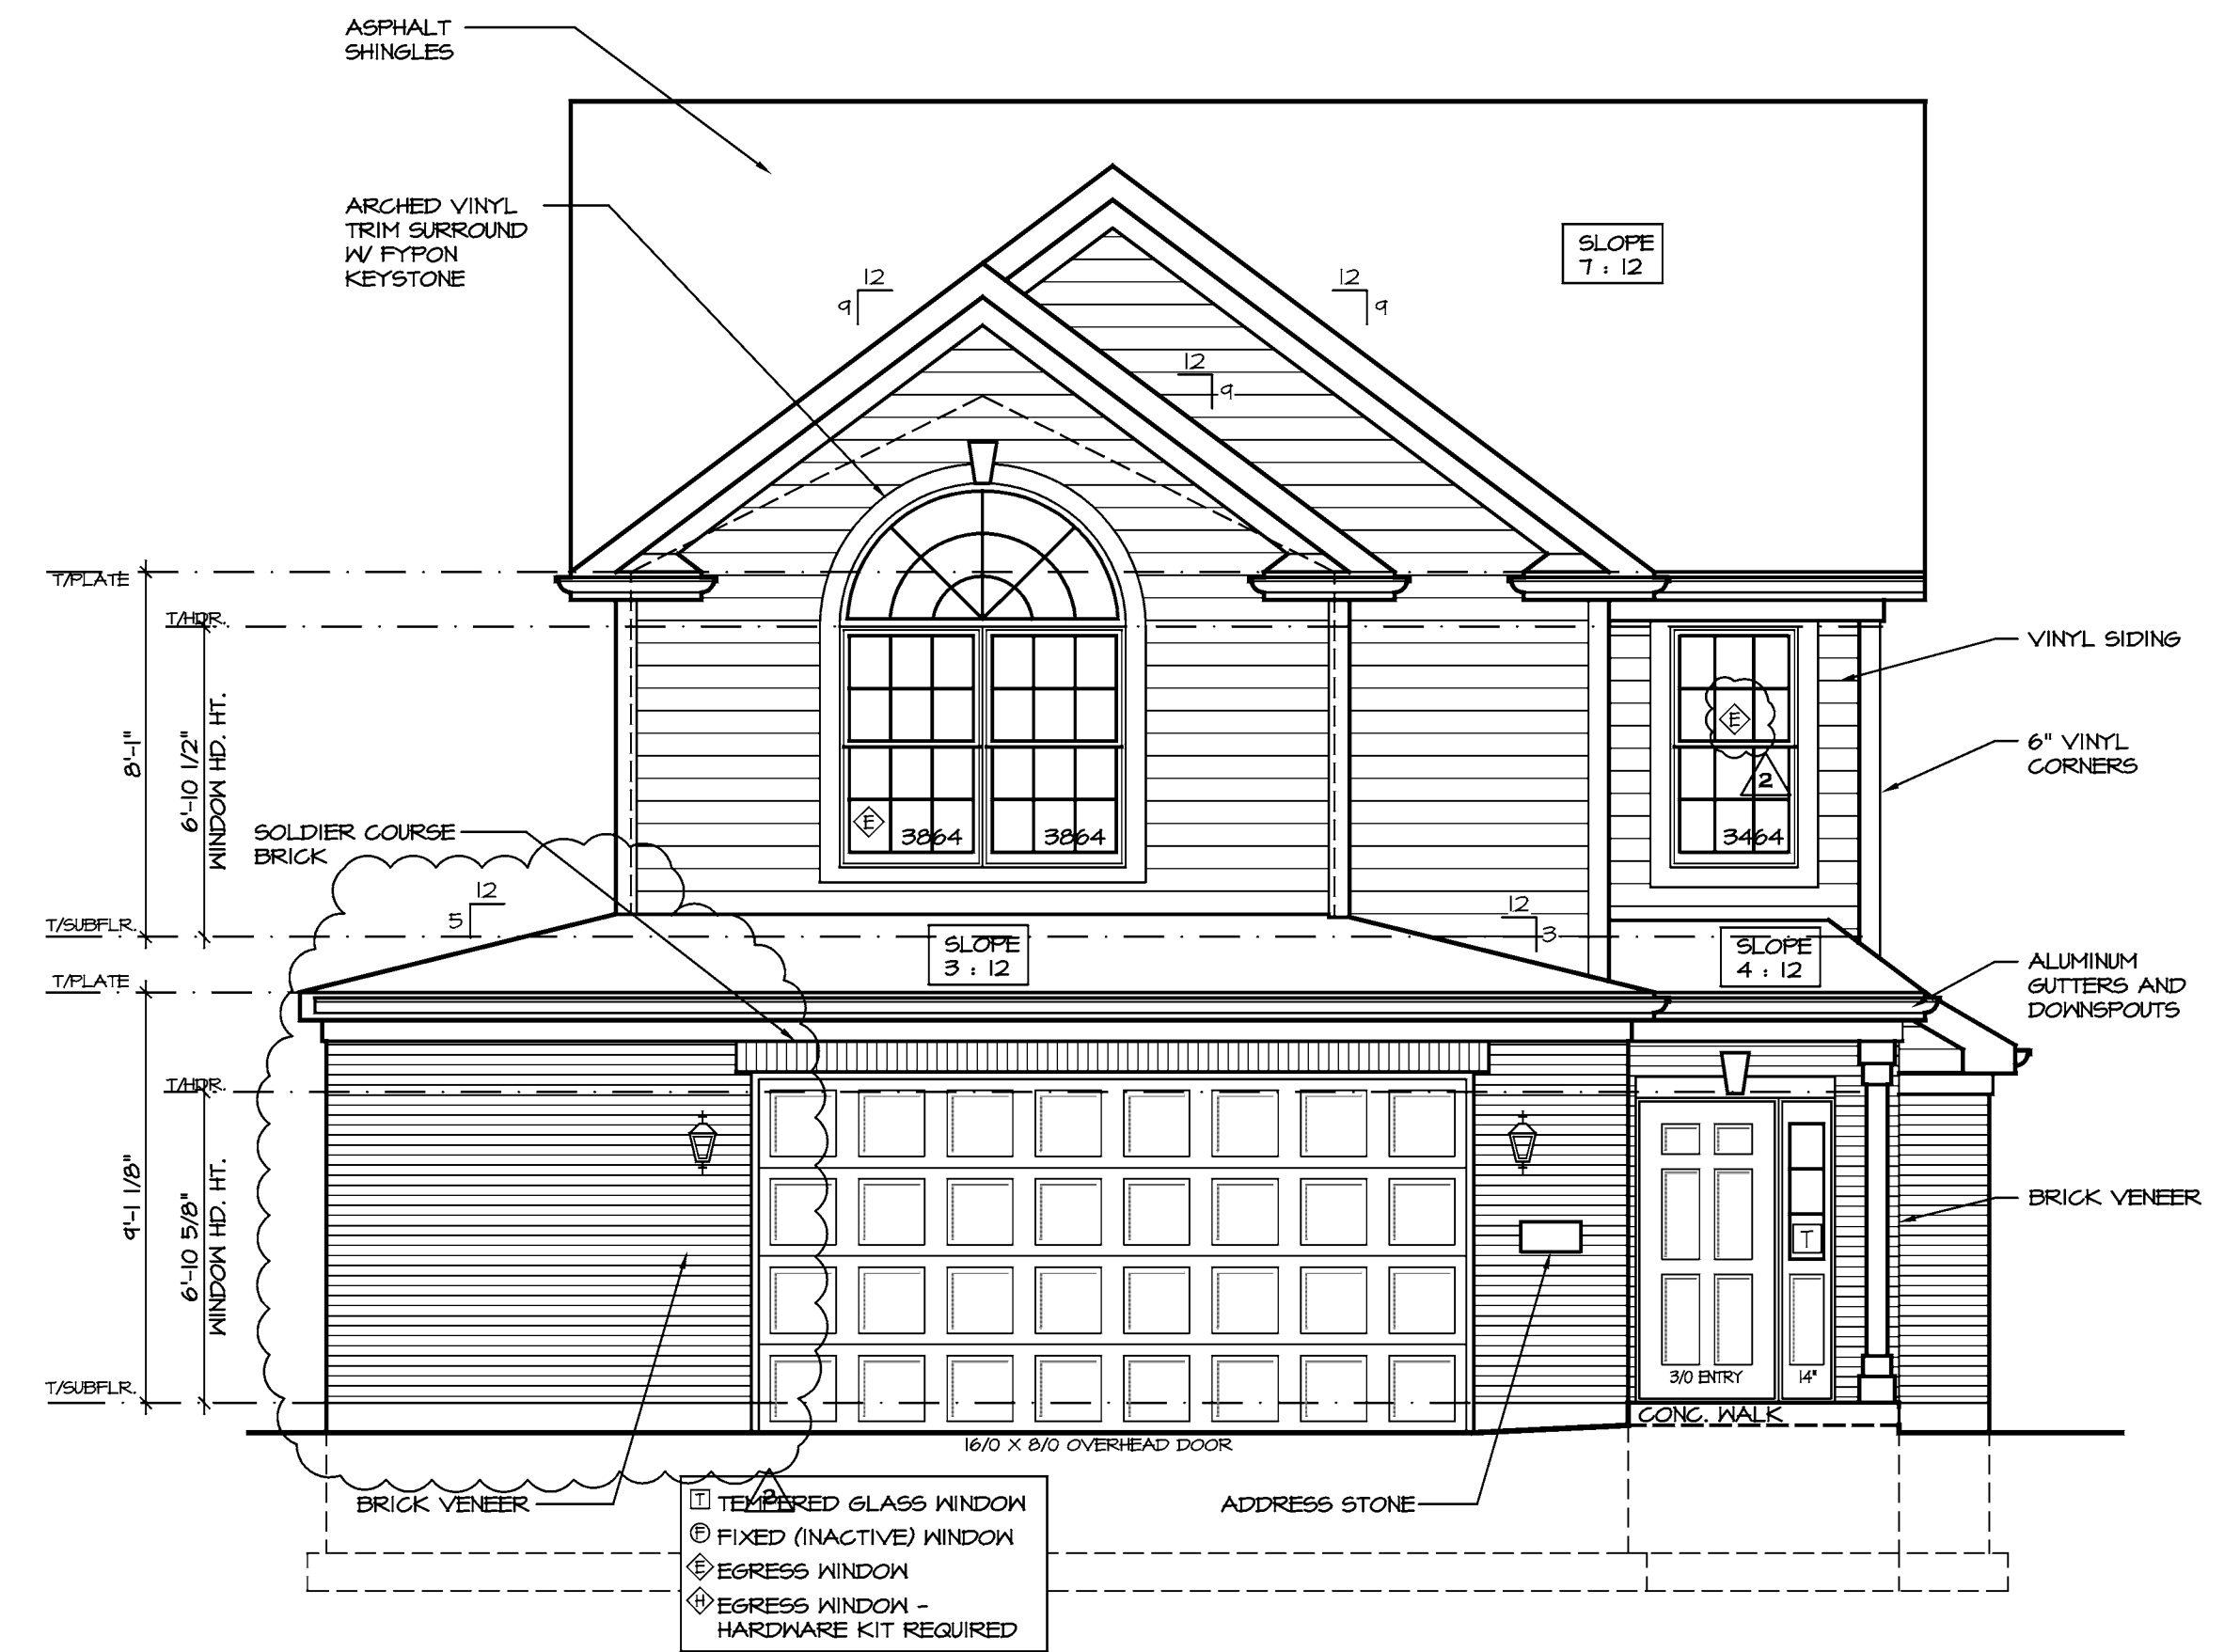 ASPHALT
SHINGLES
ARCHED VINYL
TRIM SURROUND
W/ FYPON
KEYSTONE
SLOPE
7 : 12
12
9
12
9
12
9
T/PLATE
T/HDR.
VINYL SIDING
E
2
6" VINYL
CORNERS
8'-1"
6'-10 1/2"
WINDOW HD. HT.
SOLDIER COURSE
BRICK
E
3864
3864
3464
12
5
12
3
T/SUBFLR.
SLOPE
3 : 12
SLOPE
4 : 12
ALUMINUM
GUTTERS AND
DOWNSPOUTS
T/PLATE
T/HDR.
9'-1 1/8"
6'-10 5/8"
WINDOW HD. HT.
BRICK VENEER
T
3/0 ENTRY
14"
T/SUBFLR.
CONC. WALK
16/0 X 8/0 OVERHEAD DOOR
BRICK VENEER
ADDRESS STONE
2
T TEMPERED GLASS WINDOW
F FIXED (INACTIVE) WINDOW
E EGRESS WINDOW
H EGRESS WINDOW -
HARDWARE KIT REQUIRED